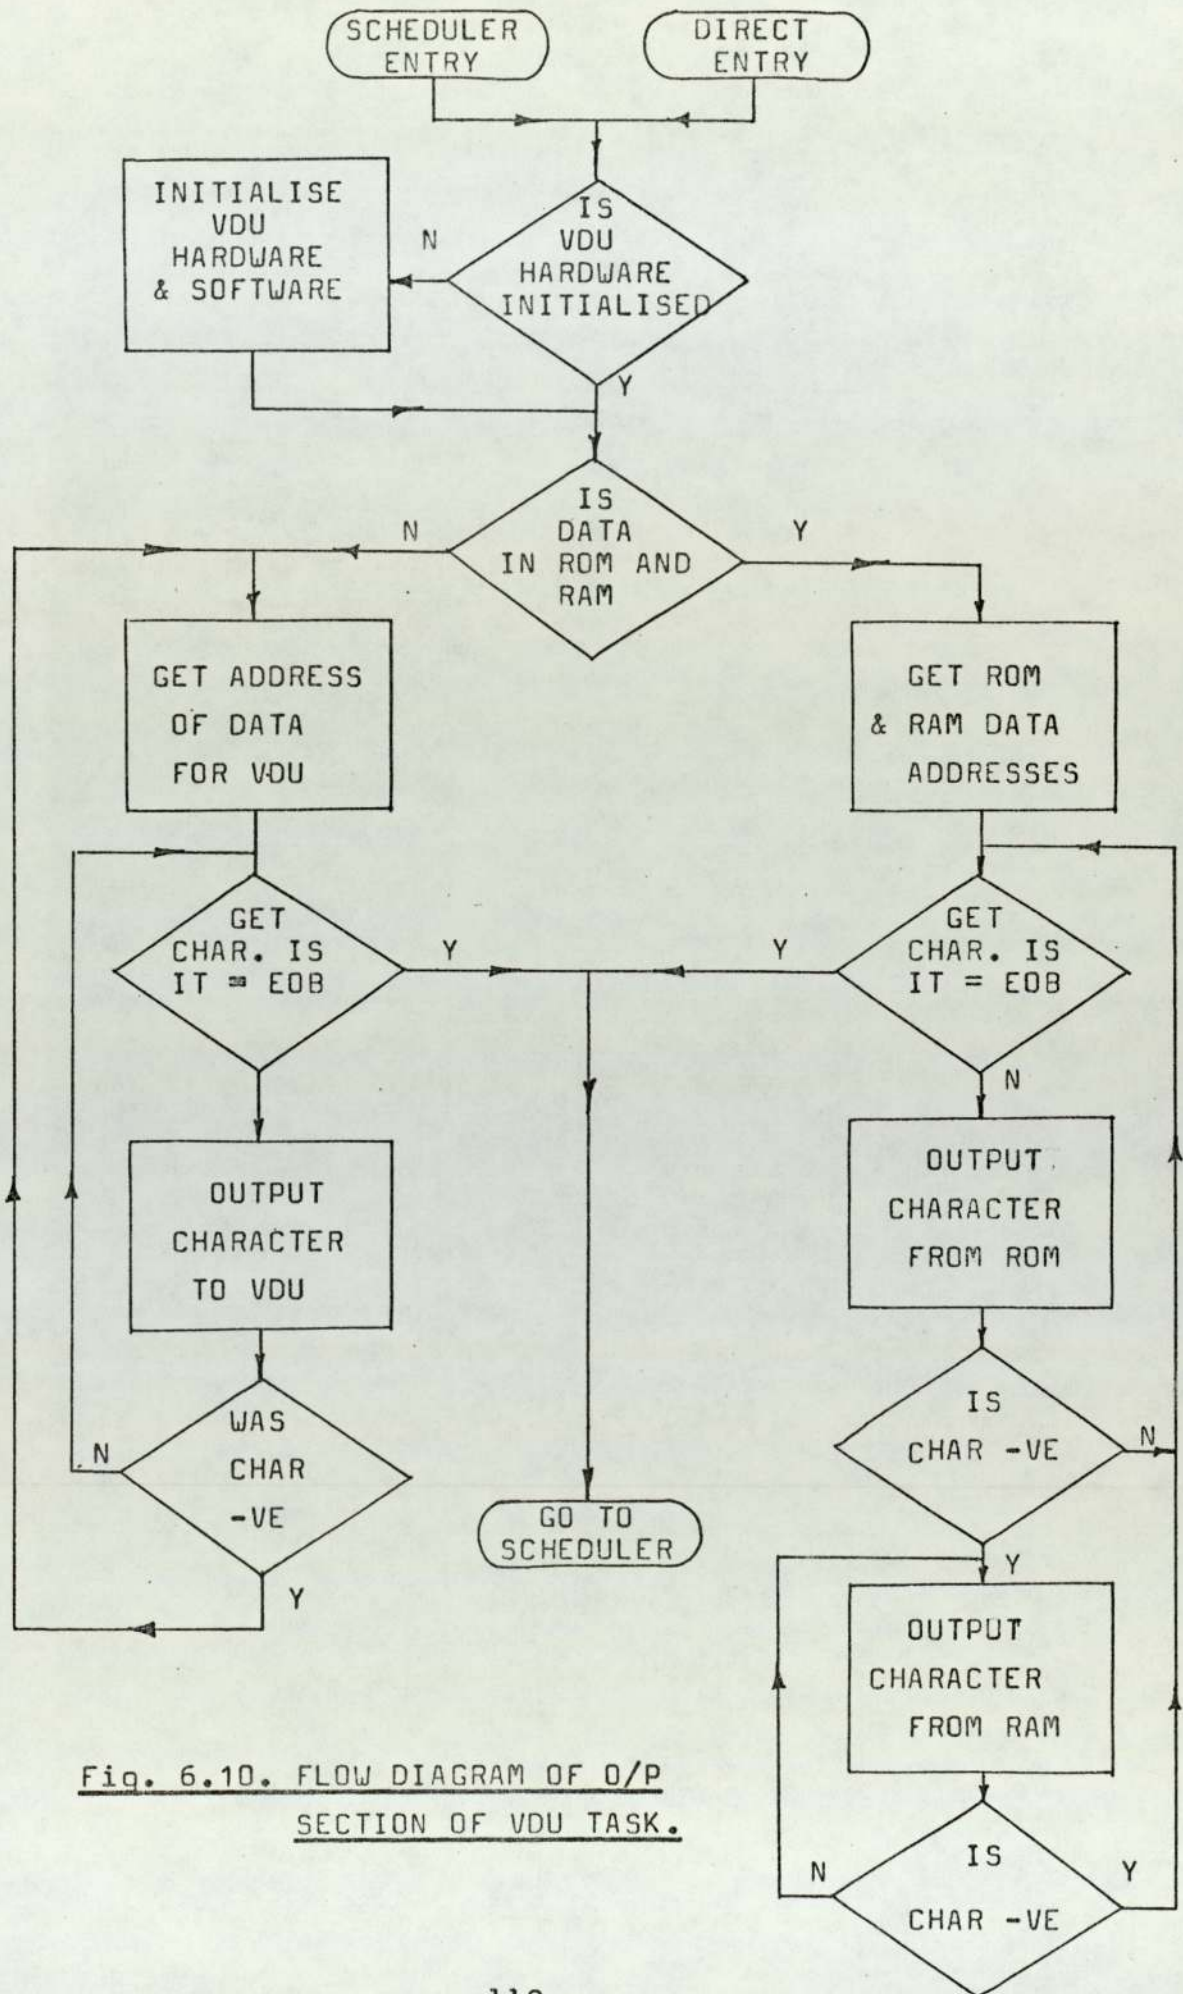 SCHEDULER
ENTRY
DIRECT
ENTRY
INITIALISE
VDU
HARDWARE
& SOFTWARE
N
IS
VDU
HARDWARE
INITIALISED
Y
N
IS
DATA
IN ROM AND
RAM
Y
GET ADDRESS
OF DATA
FOR VDU
GET ROM
& RAM DATA
ADDRESSES
GET
CHAR. IS
IT = EOB
Y
Y
GET
CHAR. IS
IT = EOB
N
OUTPUT
CHARACTER
TO VDU
OUTPUT
CHARACTER
FROM ROM
N
WAS
CHAR
-VE
Y
GO TO
SCHEDULER
IS
CHAR -VE
N
Y
OUTPUT
CHARACTER
FROM RAM
N
IS
CHAR -VE
Y
Fig. 6.10. FLOW DIAGRAM OF O/P
SECTION OF VDU TASK.